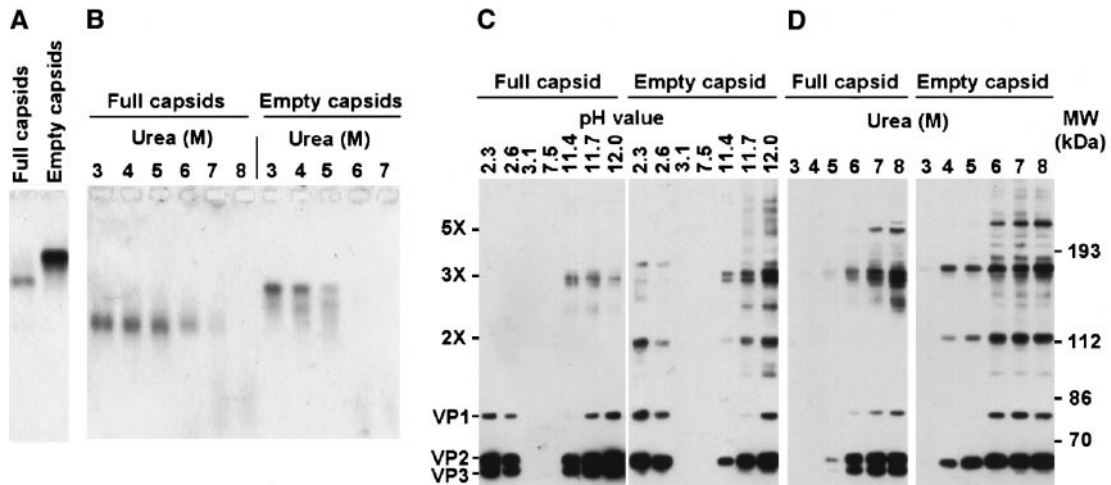 A
Full capsids
Empty capsids
B
Full capsids
Empty capsids
Urea (M)
Urea (M)
3 4 5 6 7 8
3 4 5 6 7
C
Full capsid
Empty capsid
pH value
2.3 2.6 3.1 7.5 11.4 11.7 12.0
2.3 2.6 3.1 7.5 11.4 11.7 12.0
5X
3X
2X
VP1
VP2
VP3
D
Full capsid
Empty capsid
Urea (M)
3 4 5 6 7 8
3 4 5 6 7 8
MW
(kDa)
193
112
86
70